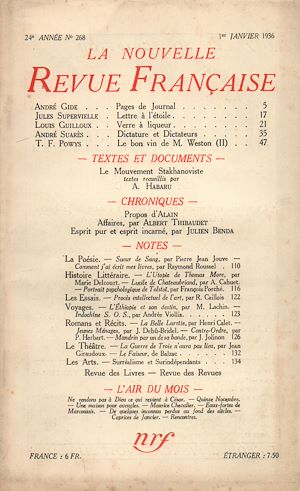 24e ANNÉE No 268 1er JANVIER 1936
LA NOUVELLE
REVUE FRANÇAISE
ANDRÉ GIDE . . . Pages de Journal . . . . . . . . 5
JULES SUPERVIELLE . Lettre à l'étoile . . . . . . . . 17
LOUIS GUILLOUX . . Verre à liqueur . . . . . . . . 21
ANDRÉ SUARÈS . . Dictature et Dictateurs . . . . . 35
T. F. POWYS . . . Le bon vin de M. Weston (II) . . 47
— TEXTES ET DOCUMENTS —
Le Mouvement Stakhanoviste
textes recueillis par
A. HABARU
— CHRONIQUES —
Propos d'ALAIN
Affaires, par ALBERT THIBAUDET
Esprit pur et esprit incarné, par JULIEN BENDA
— NOTES —
La Poésie. — Sueur de Sang, par Pierre Jean Jouve —
Comment j'ai écrit mes livres, par Raymond Roussel 110
Histoire Littéraire. — L'Utopie de Thomas More, par
Marie Delcourt. — Lucile de Chateaubriand, par A. Cahuet.
— Portrait psychologique de Tolstoï, par François Porché. 116
Les Essais. — Procès intellectuel de l'art, par R. Caillois 122
Voyages. — L'Éthiopie et son destin, par M. Lachin. —
Indochine S. O. S., par Andrée Viollis. 123
Romans et Récits. — La Belle Lurette, par Henri Calet. —
Jeunes Ménages, par J. Debû-Bridel. — Contre-Ordre, par
P. Herbart. — Mandrin par un de sa bande, par J. Jolinon 126
Le Théâtre. — La Guerre de Troie n'aura pas lieu, par Jean
Giraudoux. — Le Faiseur, de Balzac. 132
Les Arts. — Surréalisme et Surindépendants. 134
Revue des Livres — Revue des Revues
— L'AIR DU MOIS —
Ne rendons pas à Dieu ce qui revient à César. — Quinze Novembre.
Une maison pour aveugles. — Maurice Chevalier. — Eaux-fortes de
Marcoussis. — De quelques inconnus perdus au fond des siècles. —
Caprices de Janvier. — Rencontres.
nrf
FRANCE : 6 FR. ÉTRANGER : 7.50